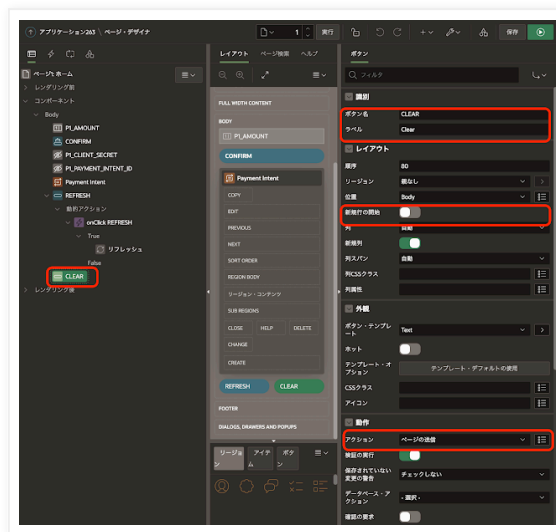 アプリケーション263 \ ページ・デザイナ
1
実行
保存
ページ1: ホーム
レンダリング前
コンポーネント
Body
P1_AMOUNT
CONFIRM
P1_CLIENT_SECRET
P1_PAYMENT_INTENT_ID
Payment Intent
REFRESH
動的アクション
onClick REFRESH
True
リフレッシュ
False
CLEAR
レンダリング後
レイアウト
ページ検索
ヘルプ
FULL WIDTH CONTENT
BODY
P1_AMOUNT
CONFIRM
Payment Intent
COPY
EDIT
PREVIOUS
NEXT
SORT ORDER
REGION BODY
リージョン・コンテンツ
SUB REGIONS
CLOSE HELP DELETE
CHANGE
CREATE
REFRESH CLEAR
FOOTER
DIALOGS, DRAWERS AND POPUPS
リージョン
アイテム
ボタン
ボタン
フィルタ
識別
ボタン名 CLEAR
ラベル Clear
レイアウト
順序 80
リージョン 親なし
位置 Body
新規行の開始
列 自動
新規列
列スパン 自動
列CSSクラス
列属性
外観
ボタン・テンプレート Text
ホット
テンプレート・オプション テンプレート・デフォルトの使用
CSSクラス
アイコン
動作
アクション ページの送信
検証の実行
保存されていない変更の警告 チェックしない
データベース・アクション - 選択 -
確認の要求